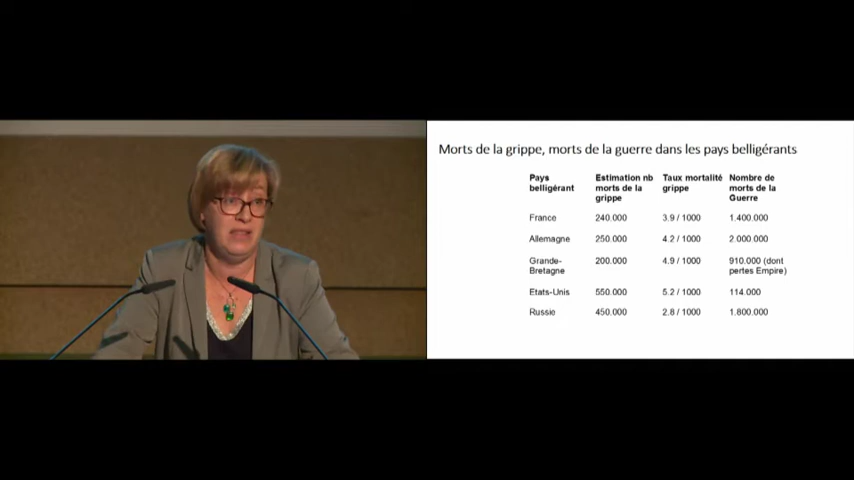 Morts de la grippe, morts de la guerre dans les pays belligérants
Pays belligérant Estimation nb morts de la grippe Taux mortalité grippe Nombre de morts de la Guerre
France 240.000 3.9 / 1000 1.400.000
Allemagne 250.000 4.2 / 1000 2.000.000
Grande-Bretagne 200.000 4.9 / 1000 910.000 (dont pertes Empire)
Etats-Unis 550.000 5.2 / 1000 114.000
Russie 450.000 2.8 / 1000 1.800.000